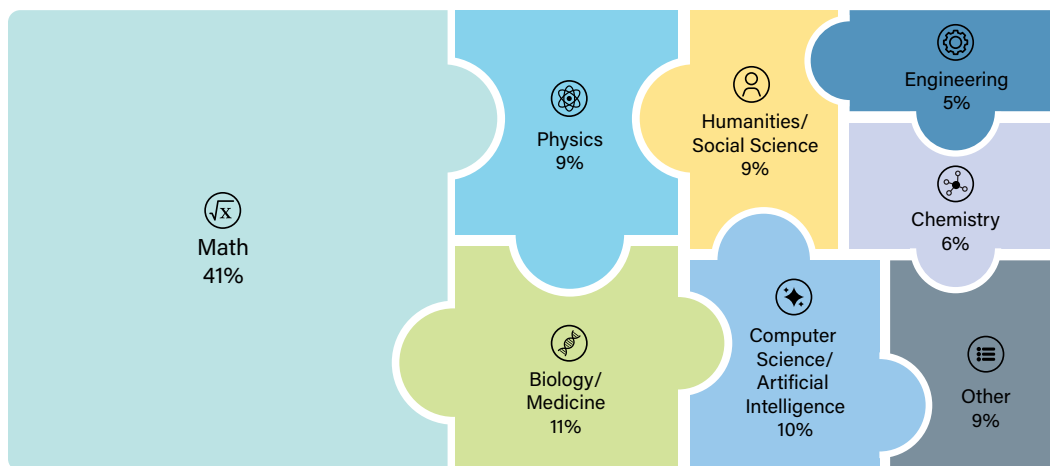 √x
Math
41%
Physics
9%
Humanities/
Social Science
9%
Engineering
5%
Chemistry
6%
Biology/
Medicine
11%
Computer
Science/
Artificial
Intelligence
10%
Other
9%